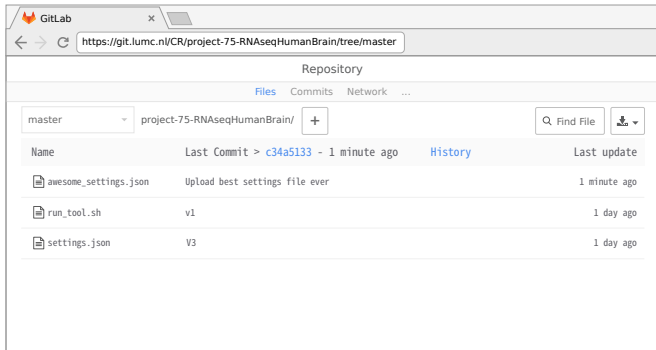 GitLab ×
https://git.lumc.nl/CR/project-75-RNAseqHumanBrain/tree/master
Repository
Files Commits Network ...
master project-75-RNAseqHumanBrain/ + Find File
Name Last Commit > c34a5133 - 1 minute ago History Last update
awesome_settings.json Upload best settings file ever 1 minute ago
run_tool.sh v1 1 day ago
settings.json V3 1 day ago